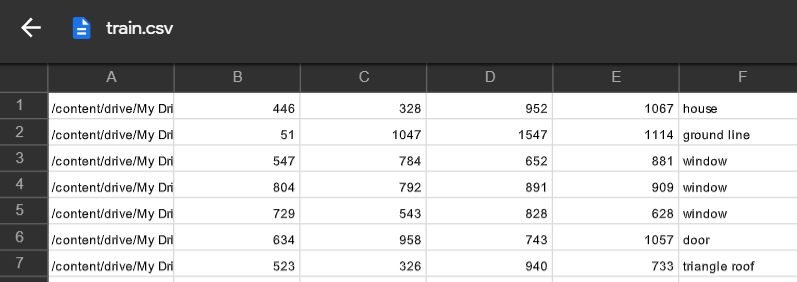 train.csv
A B C D E F
1 /content/drive/My Dri 446 328 952 1067 house
2 /content/drive/My Dri 51 1047 1547 1114 ground line
3 /content/drive/My Dri 547 784 652 881 window
4 /content/drive/My Dri 804 792 891 909 window
5 /content/drive/My Dri 729 543 828 628 window
6 /content/drive/My Dri 634 958 743 1057 door
7 /content/drive/My Dri 523 326 940 733 triangle roof